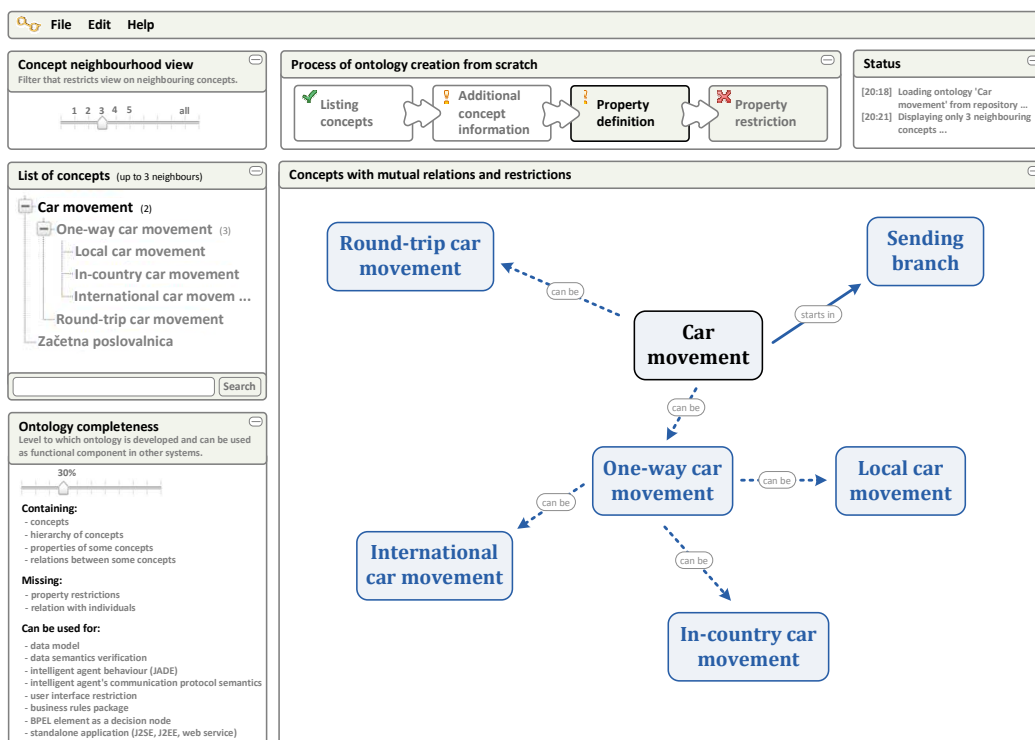 File Edit Help
Concept neighbourhood view
Filter that restricts view on neighbouring concepts.
1 2 3 4 5 all
Process of ontology creation from scratch
Listing
concepts
Additional
concept
information
Property
definition
Property
restriction
Status
[20:18] Loading ontology 'Car
movement' from repository ...
[20:21] Displaying only 3 neighbouring
concepts ...
List of concepts (up to 3 neighbours)
Car movement (2)
One-way car movement (3)
Local car movement
In-country car movement
International car movem ...
Round-trip car movement
Začetna poslovalnica
Search
Ontology completeness
Level to which ontology is developed and can be used
as functional component in other systems.
30%
Containing:
- concepts
- hierarchy of concepts
- properties of some concepts
- relations between some concepts
Missing:
- property restrictions
- relation with individuals
Can be used for:
- data model
- data semantics verification
- intelligent agent behaviour (JADE)
- intelligent agent's communication protocol semantics
- user interface restriction
- business rules package
- BPEL element as a decision node
- standalone application (J2SE, J2EE, web service)
Concepts with mutual relations and restrictions
Round-trip car
movement
Sending
branch
can be
starts in
Car
movement
can be
One-way car
movement
can be
Local car
movement
can be
International
car movement
can be
In-country car
movement